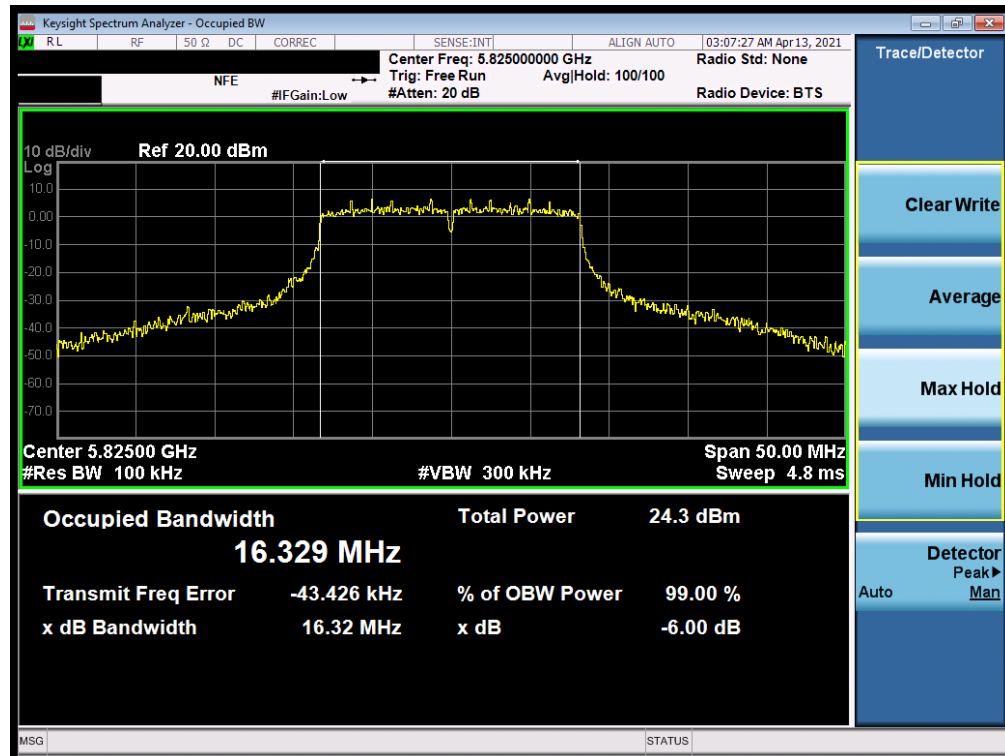 Keysight Spectrum Analyzer - Occupied BW
LXI RL RF 50 Ω DC CORREC SENSE:INT ALIGN AUTO 03:07:27 AM Apr 13, 2021
Center Freq: 5.825000000 GHz Radio Std: None
NFE Trig: Free Run Avg|Hold: 100/100
#IFGain:Low #Atten: 20 dB Radio Device: BTS
10 dB/div Ref 20.00 dBm
Log
10.0
0.00
-10.0
-20.0
-30.0
-40.0
-50.0
-60.0
-70.0
Center 5.82500 GHz Span 50.00 MHz
#Res BW 100 kHz #VBW 300 kHz Sweep 4.8 ms
Occupied Bandwidth Total Power 24.3 dBm
16.329 MHz
Transmit Freq Error -43.426 kHz % of OBW Power 99.00 %
x dB Bandwidth 16.32 MHz x dB -6.00 dB
MSG STATUS
Trace/Detector
Clear Write
Average
Max Hold
Min Hold
Detector
Peak▶
Auto Man